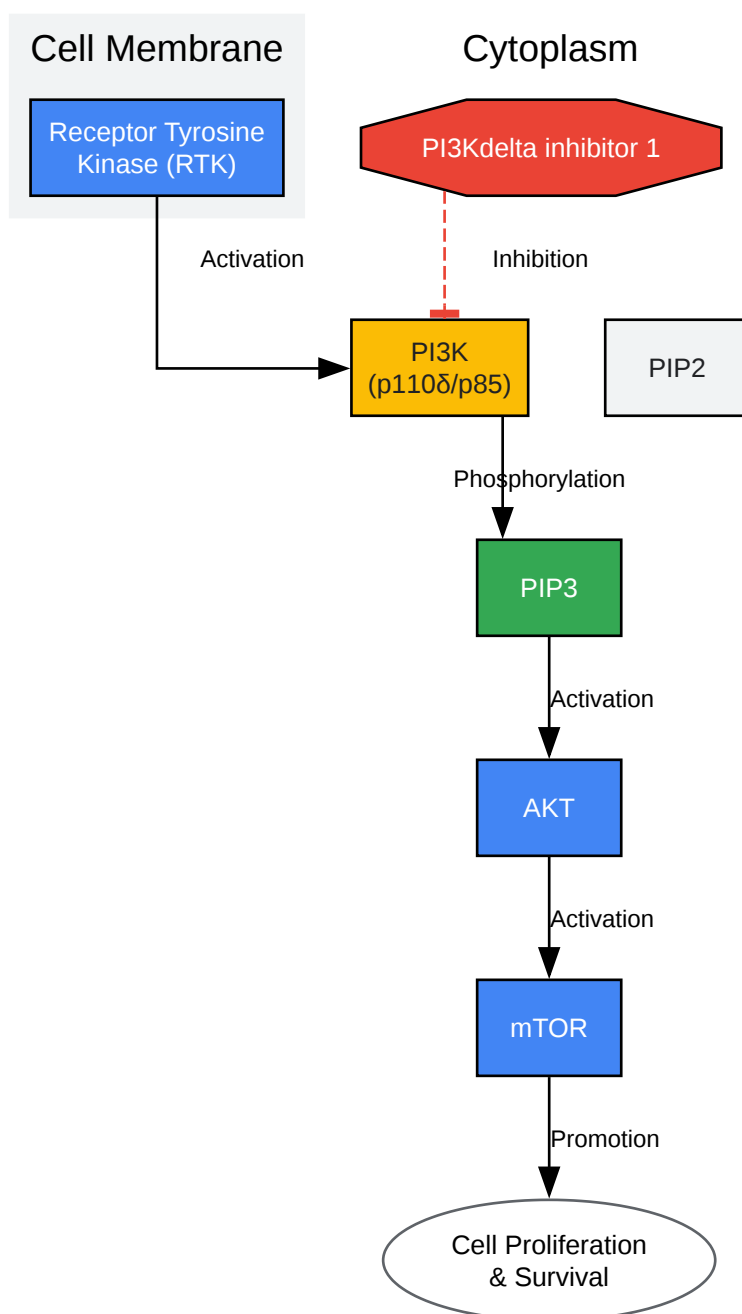 Cell Membrane
Cytoplasm
Receptor Tyrosine
Kinase (RTK)
PI3Kdelta inhibitor 1
Activation
Inhibition
PI3K
(p110δ/p85)
PIP2
Phosphorylation
PIP3
Activation
AKT
Activation
mTOR
Promotion
Cell Proliferation
& Survival